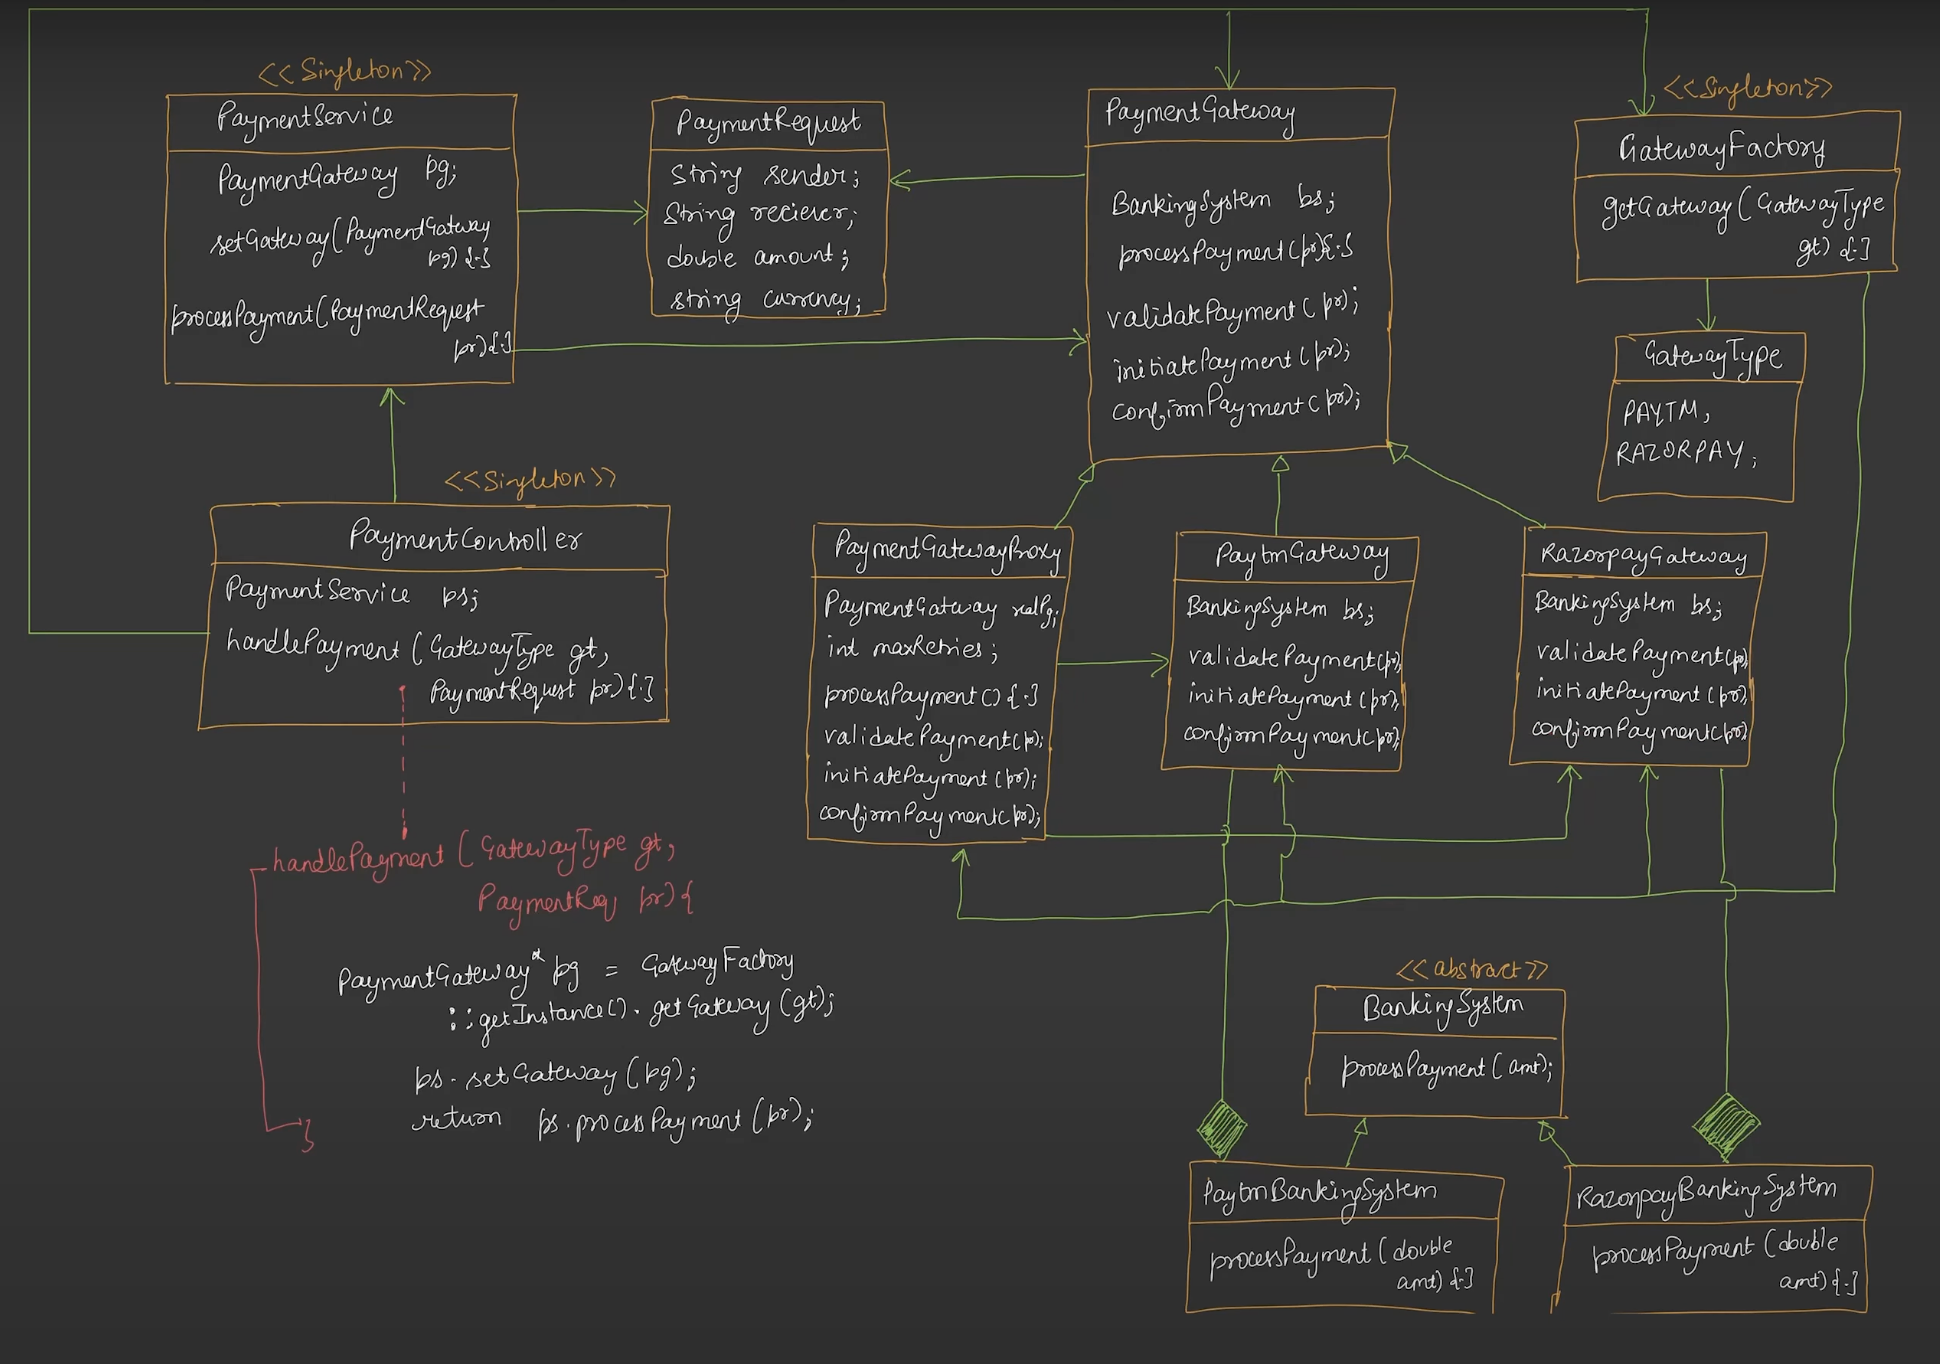 <<Singleton>>
PaymentService
PaymentGateway pg;
setGateway(PaymentGateway
pg){.}
processPayment(PaymentRequest
pr){.}
PaymentRequest
String sender;
String reciever;
double amount;
string currency;
PaymentGateway
BankingSystem bs;
processPayment(pr){.}
validatePayment(pr);
initiatePayment(pr);
confirmPayment(pr);
<<Singleton>>
GatewayFactory
getGateway(GatewayType
gt) {.}
GatewayType
PAYTM,
RAZORPAY;
<<Singleton>>
PaymentController
PaymentService ps;
handlePayment (GatewayType gt,
PaymentRequest pr){.}
PaymentGatewayProxy
PaymentGateway realPg;
int maxRetries;
processPayment(){.}
validatePayment(pr);
initiatePayment(pr);
confirmPayment(pr);
PaytmGateway
BankingSystem bs;
validatePayment(pr);
initiatePayment(pr);
confirmPayment(pr);
RazorpayGateway
BankingSystem bs;
validatePayment(pr)
initiatePayment(pr)
confirmPayment(pr)
handlePayment (GatewayType gt,
PaymentReq pr){
PaymentGateway* pg = GatewayFactory
::getInstance().getGateway(gt);
ps.setGateway(pg);
return ps.processPayment(pr);
}
<<abstract>>
BankingSystem
processPayment(amt);
PaytmBankingSystem
processPayment(double
amt){.}
RazorpayBankingSystem
processPayment(double
amt){.}